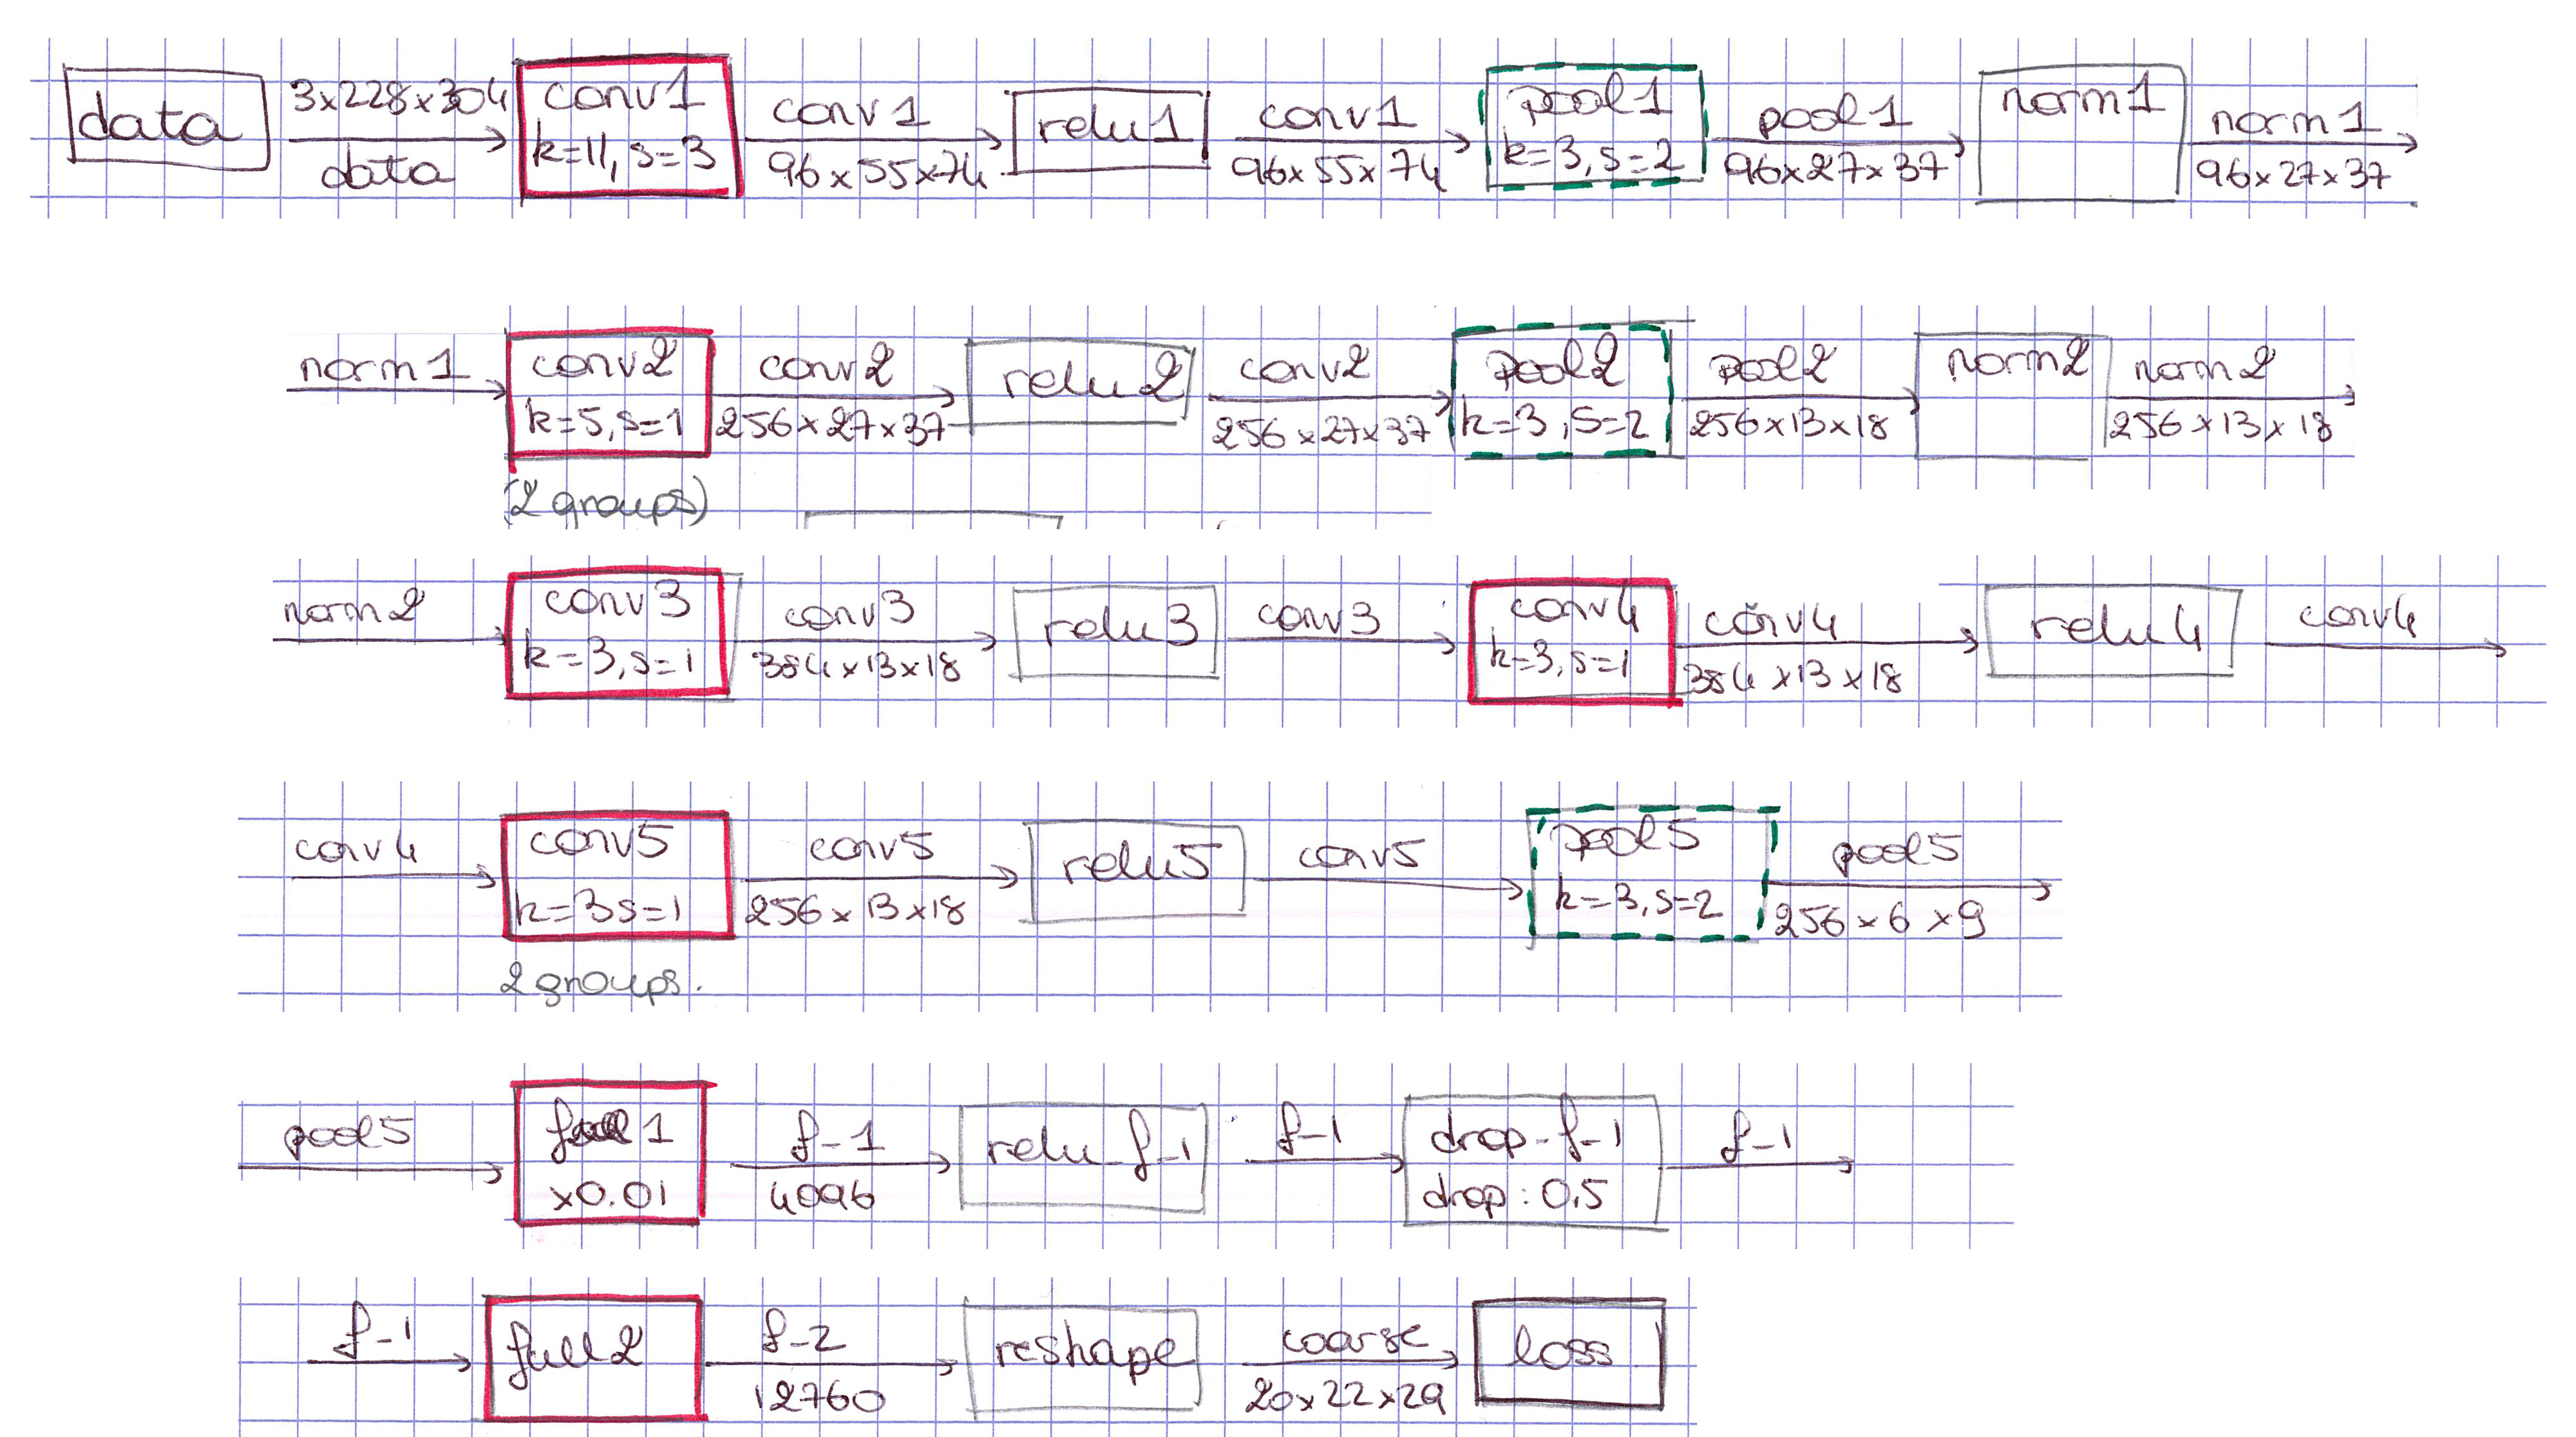 data
3x228x304
data
conv1
k=11, s=3
conv1
96x55x74
relu1
conv1
96x55x74
pool1
k=3, s=2
pool1
96x27x37
norm1
norm1
96x27x37
norm1
conv2
k=5, s=1
(2 groups)
conv2
256x27x37
relu2
conv2
256x27x37
pool2
k=3, s=2
pool2
256x13x18
norm2
norm2
256x13x18
norm2
conv3
k=3, s=1
conv3
384x13x18
relu3
conv3
conv4
k=3, s=1
conv4
384x13x18
relu4
conv4
conv4
conv5
k=3 s=1
2 groups.
conv5
256x13x18
relu5
conv5
pool5
k=3, s=2
pool5
256x6x9
pool5
full1
x0.01
f-1
4096
relu_f-1
f-1
drop-f-1
drop: 0.5
f-1
f-1
full2
f-2
12760
reshape
coarse
20x22x29
loss